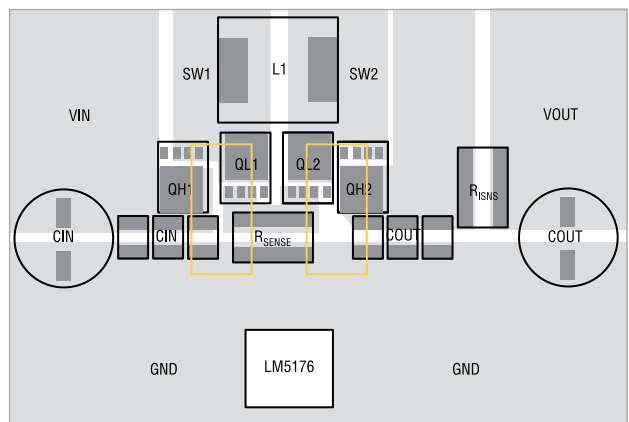 SW1
L1
SW2
VIN
VOUT
QL1
QL2
QH1
QH2
RISNS
CIN
CIN
RSENSE
COUT
COUT
GND
LM5176
GND